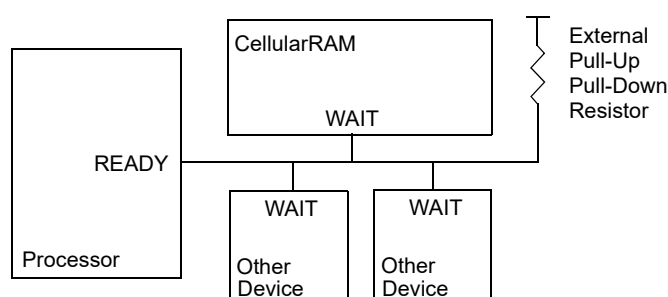 CellularRAM
WAIT
External
Pull-Up
Pull-Down
Resistor
READY
Processor
WAIT
Other
Device
WAIT
Other
Device